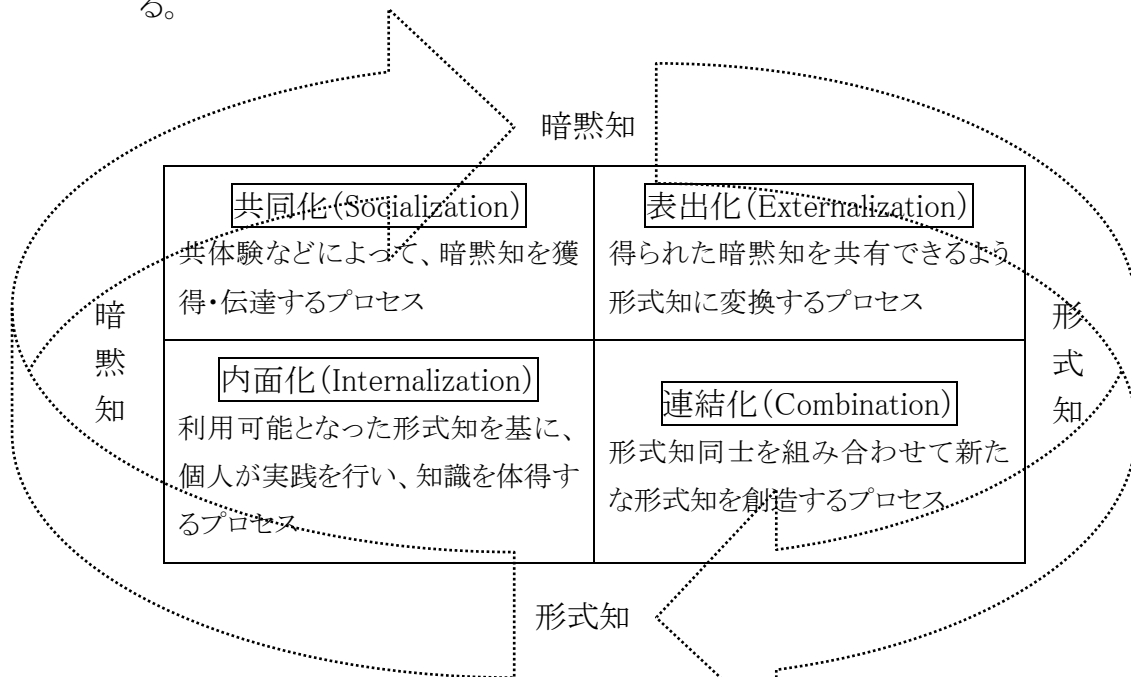 る。
暗黙知
共同化(Socialization)
共体験などによって、暗黙知を獲
得・伝達するプロセス
表出化(Externalization)
得られた暗黙知を共有できるよう
形式知に変換するプロセス
暗
黙
知
形
式
知
内面化(Internalization)
利用可能となった形式知を基に、
個人が実践を行い、知識を体得す
るプロセス
連結化(Combination)
形式知同士を組み合わせて新た
な形式知を創造するプロセス
形式知